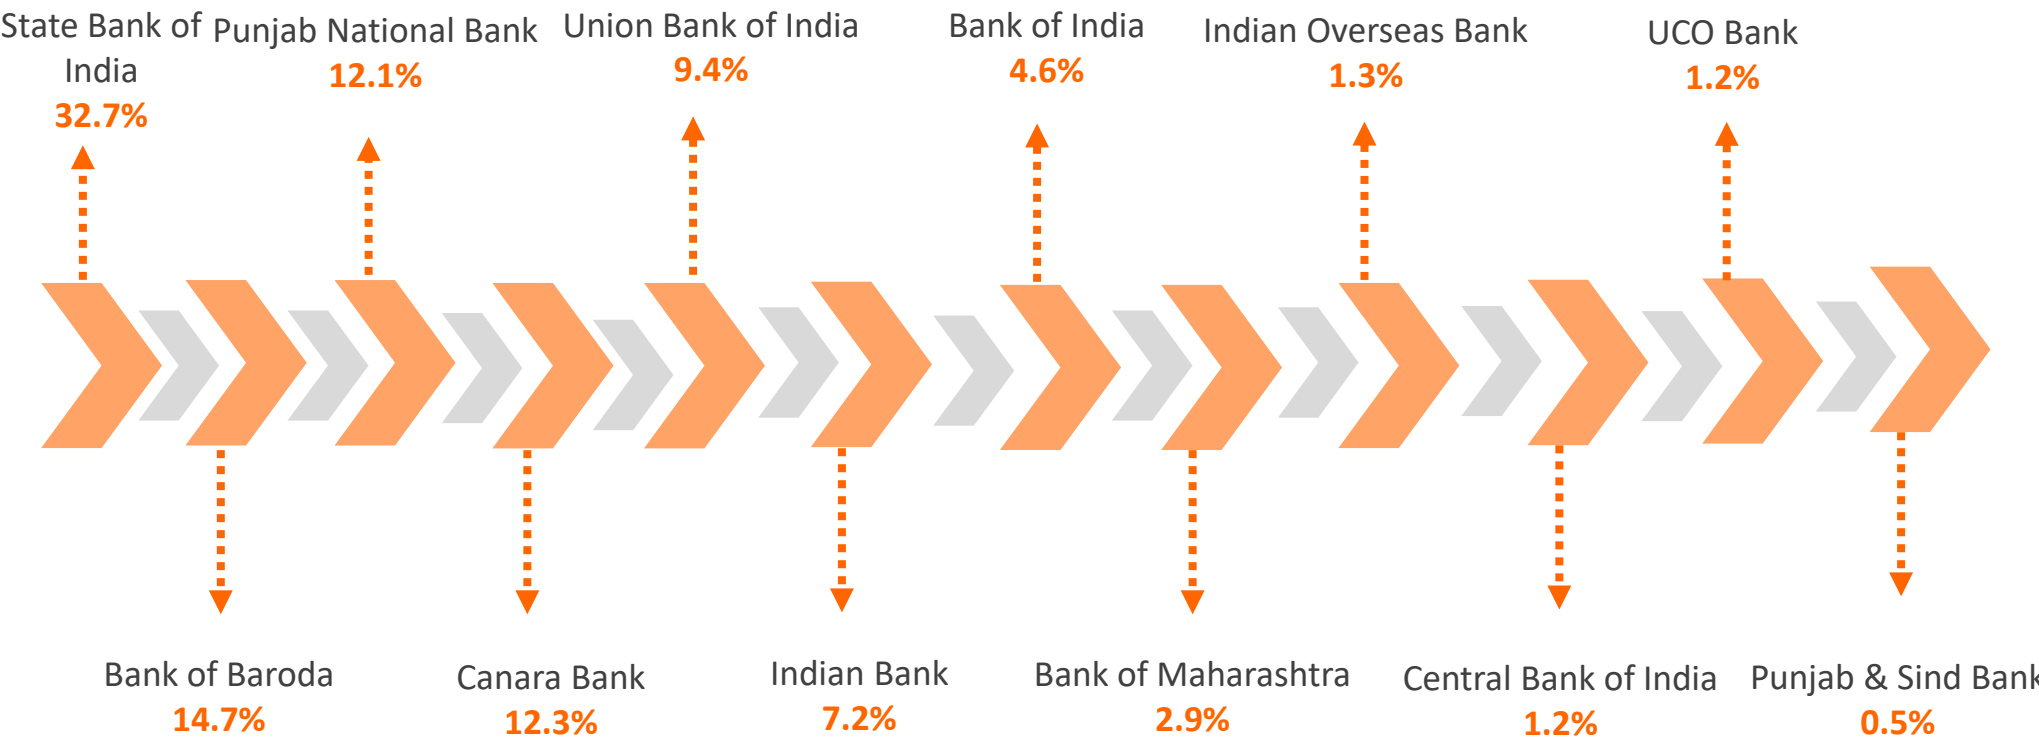 State Bank of
India
32.7%
Punjab National Bank
12.1%
Union Bank of India
9.4%
Bank of India
4.6%
Indian Overseas Bank
1.3%
UCO Bank
1.2%
Bank of Baroda
14.7%
Canara Bank
12.3%
Indian Bank
7.2%
Bank of Maharashtra
2.9%
Central Bank of India
1.2%
Punjab & Sind Bank
0.5%